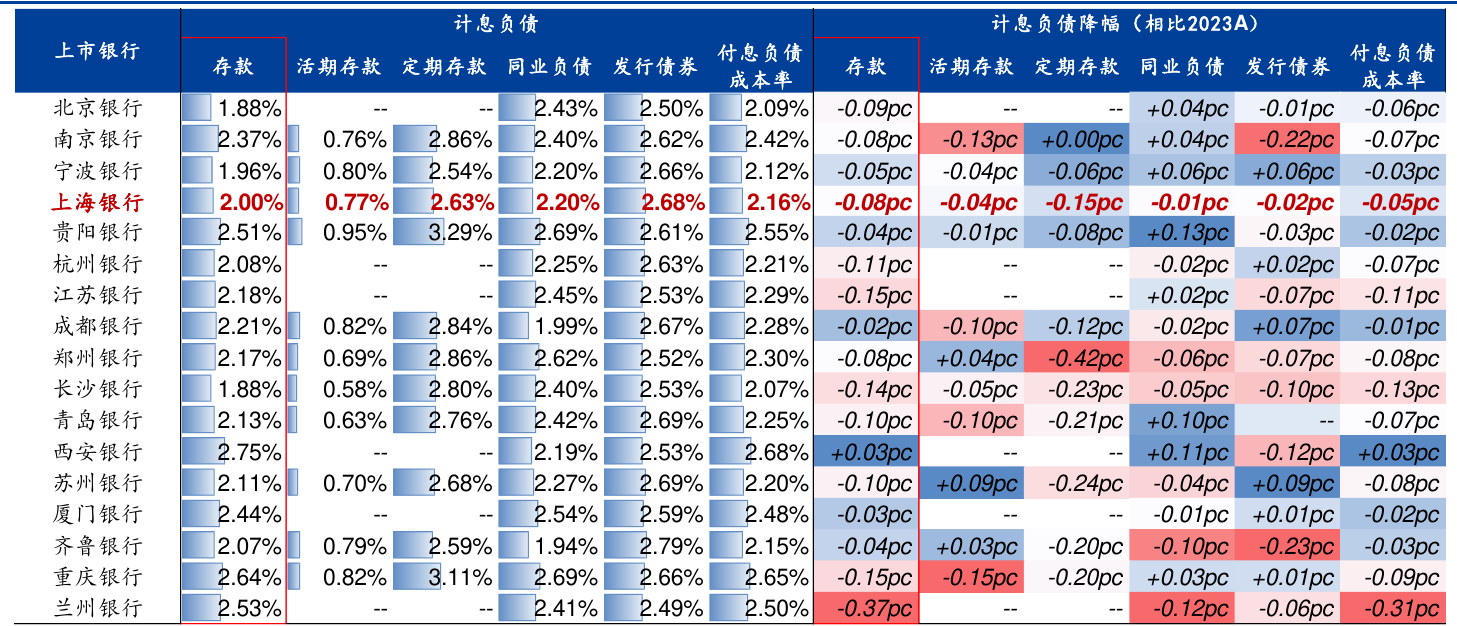 上市银行 计息负债 计息负债降幅（相比2023A）
存款 活期存款 定期存款 同业负债 发行债券 付息负债成本率 存款 活期存款 定期存款 同业负债 发行债券 付息负债成本率
北京银行 1.88% -- -- 2.43% 2.50% 2.09% -0.09pc -- -- +0.04pc -0.01pc -0.06pc
南京银行 2.37% 0.76% 2.86% 2.40% 2.62% 2.42% -0.08pc -0.13pc +0.00pc +0.04pc -0.22pc -0.07pc
宁波银行 1.96% 0.80% 2.54% 2.20% 2.66% 2.12% -0.05pc -0.04pc -0.06pc +0.06pc +0.06pc -0.03pc
上海银行 2.00% 0.77% 2.63% 2.20% 2.68% 2.16% -0.08pc -0.04pc -0.15pc -0.01pc -0.02pc -0.05pc
贵阳银行 2.51% 0.95% 3.29% 2.69% 2.61% 2.55% -0.04pc -0.01pc -0.08pc +0.13pc -0.03pc -0.02pc
杭州银行 2.08% -- -- 2.25% 2.63% 2.21% -0.11pc -- -- -0.02pc +0.02pc -0.07pc
江苏银行 2.18% -- -- 2.45% 2.53% 2.29% -0.15pc -- -- +0.02pc -0.07pc -0.11pc
成都银行 2.21% 0.82% 2.84% 1.99% 2.67% 2.28% -0.02pc -0.10pc -0.12pc -0.02pc +0.07pc -0.01pc
郑州银行 2.17% 0.69% 2.86% 2.62% 2.52% 2.30% -0.08pc +0.04pc -0.42pc -0.06pc -0.07pc -0.08pc
长沙银行 1.88% 0.58% 2.80% 2.40% 2.53% 2.07% -0.14pc -0.05pc -0.23pc -0.05pc -0.10pc -0.13pc
青岛银行 2.13% 0.63% 2.76% 2.42% 2.69% 2.25% -0.10pc -0.10pc -0.21pc +0.10pc -- -0.07pc
西安银行 2.75% -- -- 2.19% 2.53% 2.68% +0.03pc -- -- +0.11pc -0.12pc +0.03pc
苏州银行 2.11% 0.70% 2.68% 2.27% 2.69% 2.20% -0.10pc +0.09pc -0.24pc -0.04pc +0.09pc -0.08pc
厦门银行 2.44% -- -- 2.54% 2.59% 2.48% -0.03pc -- -- -0.01pc +0.01pc -0.02pc
齐鲁银行 2.07% 0.79% 2.59% 1.94% 2.79% 2.15% -0.04pc +0.03pc -0.20pc -0.10pc -0.23pc -0.03pc
重庆银行 2.64% 0.82% 3.11% 2.69% 2.66% 2.65% -0.15pc -0.15pc -0.20pc +0.03pc +0.01pc -0.09pc
兰州银行 2.53% -- -- 2.41% 2.49% 2.50% -0.37pc -- -- -0.12pc -0.06pc -0.31pc